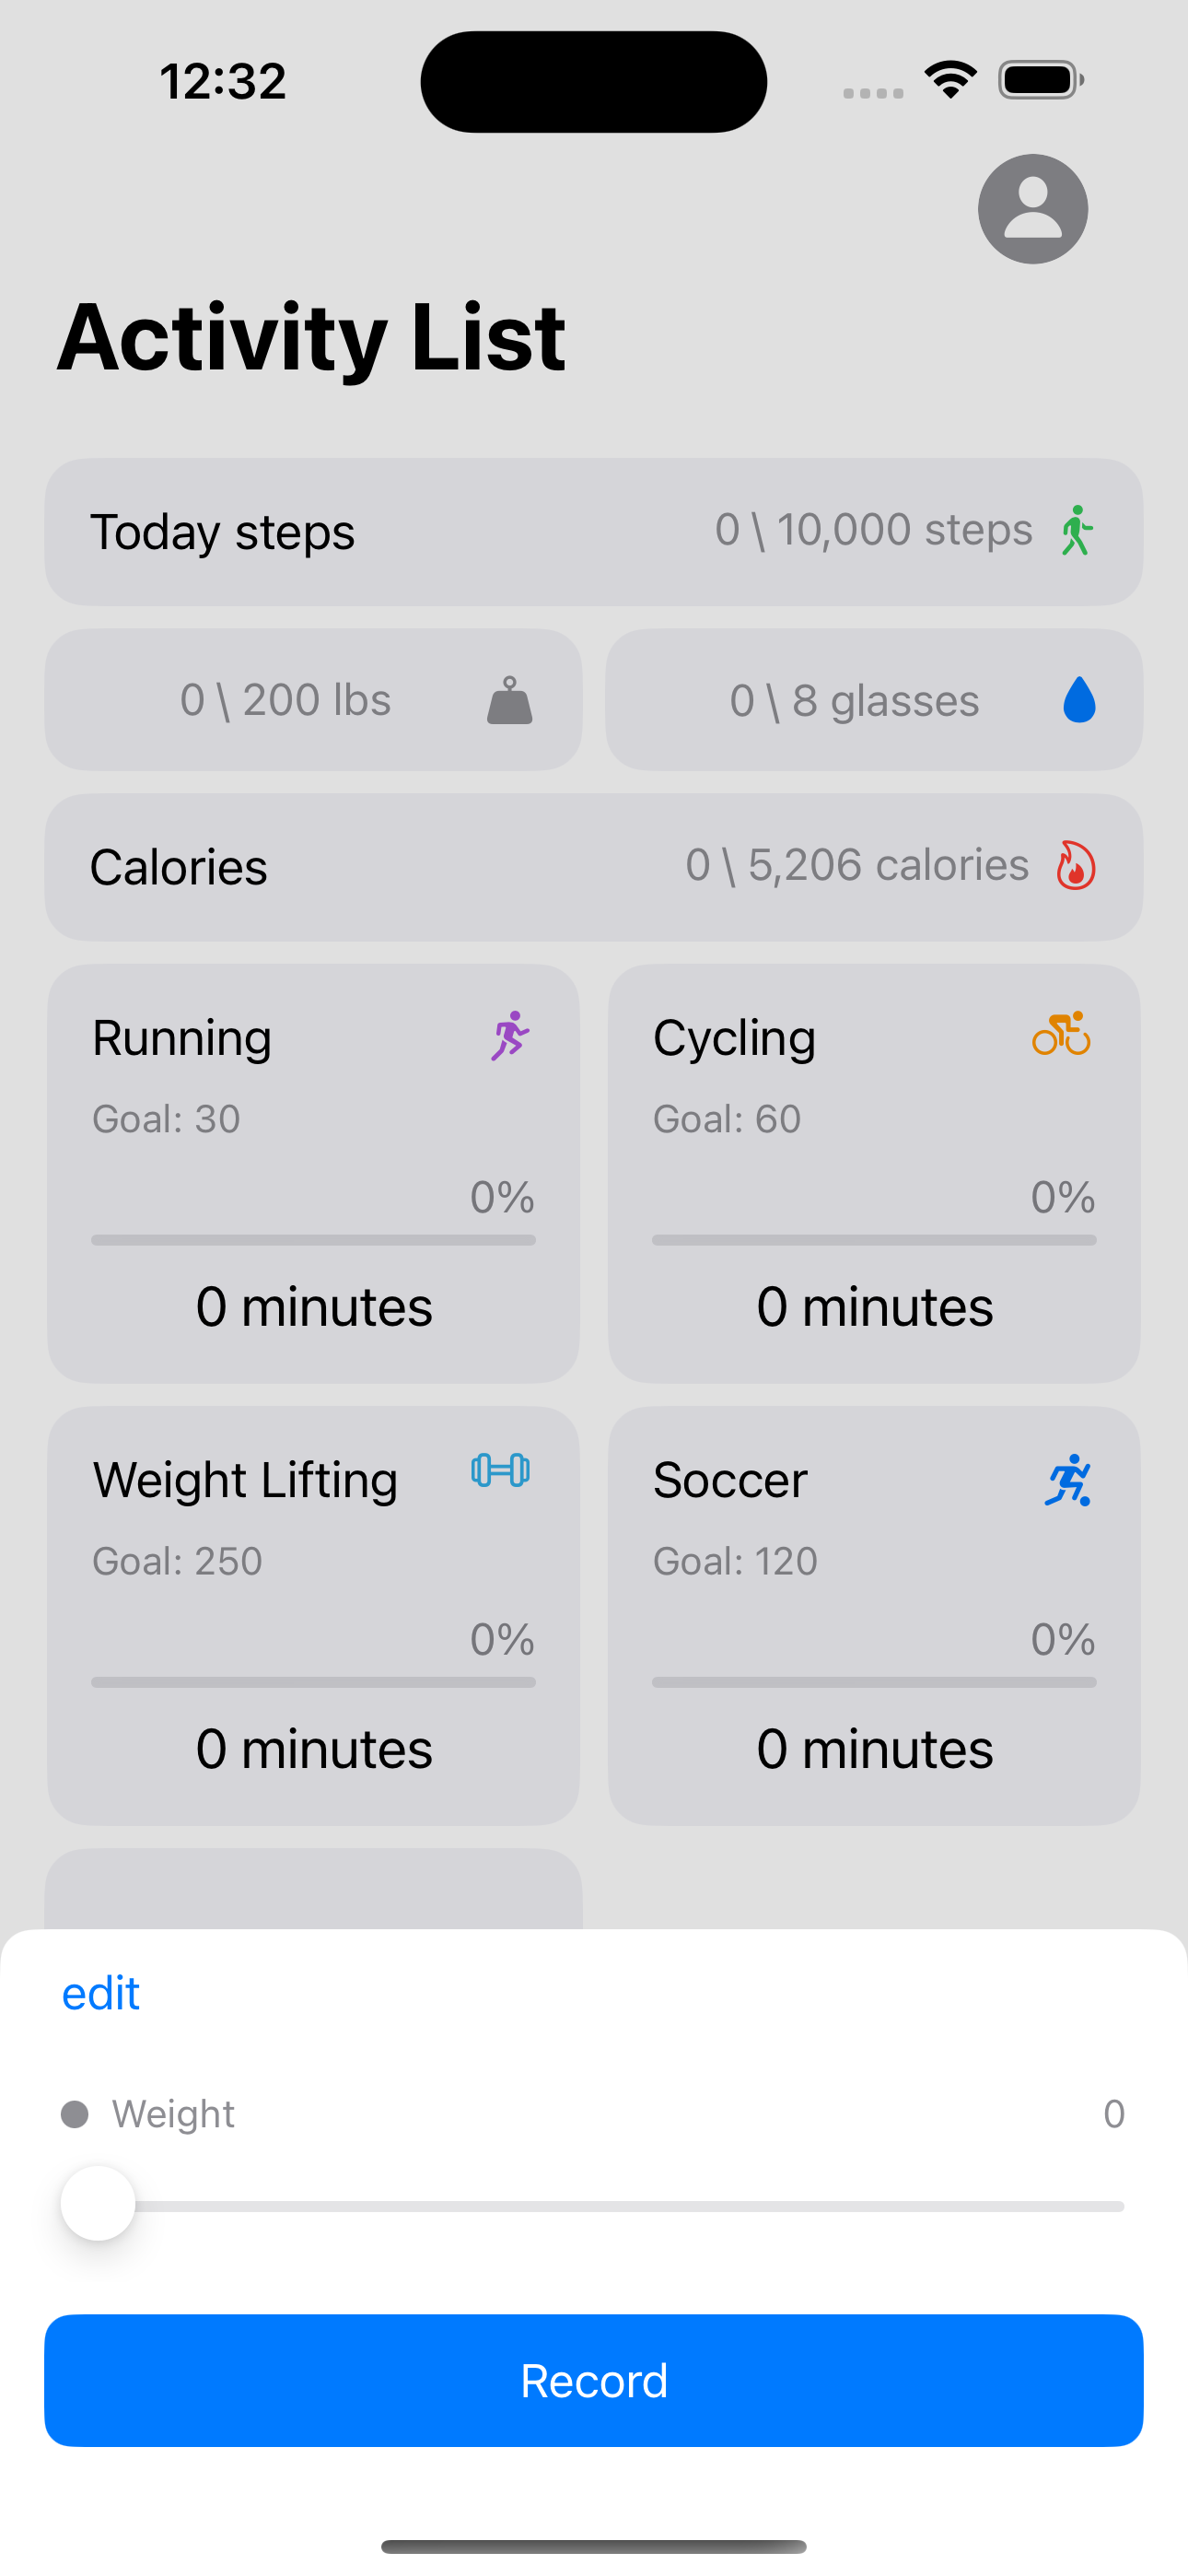 12:32
Activity List
Today steps 0 \ 10,000 steps
0 \ 200 lbs 0 \ 8 glasses
Calories 0 \ 5,206 calories
Running Cycling
Goal: 30 Goal: 60
0% 0%
0 minutes 0 minutes
Weight Lifting Soccer
Goal: 250 Goal: 120
0% 0%
0 minutes 0 minutes
edit
Weight 0
Record